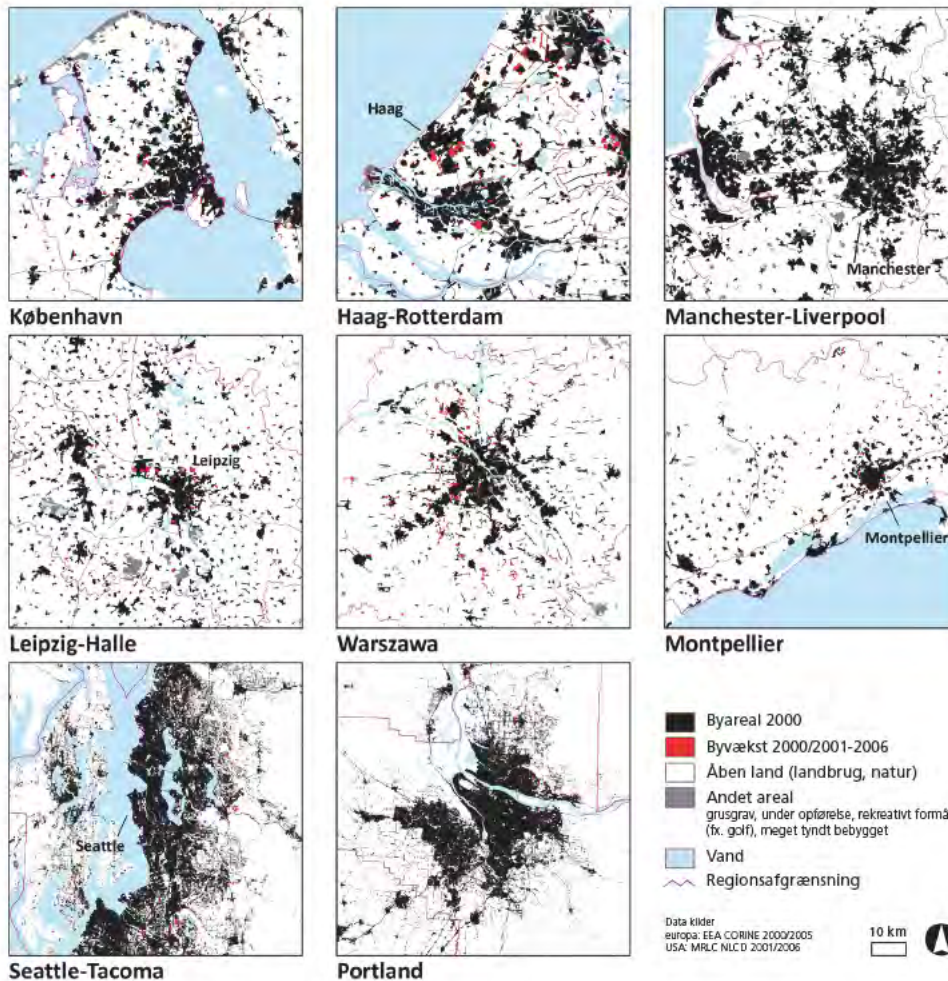 Haag
Manchester
København
Haag-Rotterdam
Manchester-Liverpool
Leipzig
Montpellier
Leipzig-Halle
Warszawa
Montpellier
Seattle
Byareal 2000
Byvækst 2000/2001-2006
Åben land (landbrug, natur)
Andet areal
grusgrav, under opførelse, rekreativt formå
(fx. golf), meget tyndt bebygget
Vand
Regionsafgrænsning
Data kilder
europa: EEA CORINE 2000/2005
USA: MRLC NLCD 2001/2006
10 km
Seattle-Tacoma
Portland